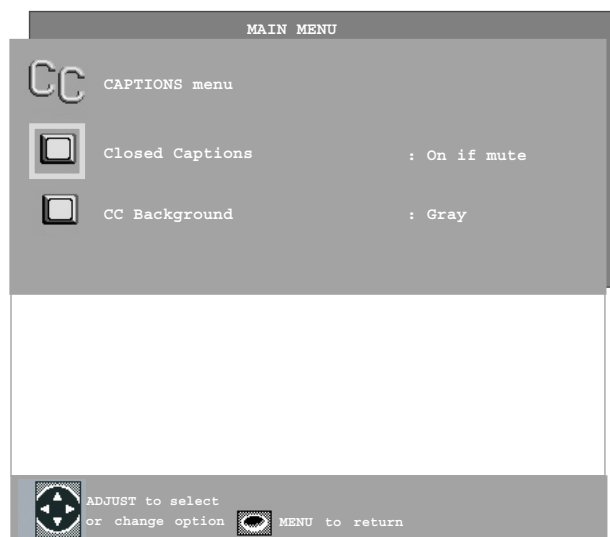 MAIN MENU
CC CAPTIONS menu
Closed Captions : On if mute
CC Background : Gray
ADJUST to select
or change option MENU to return